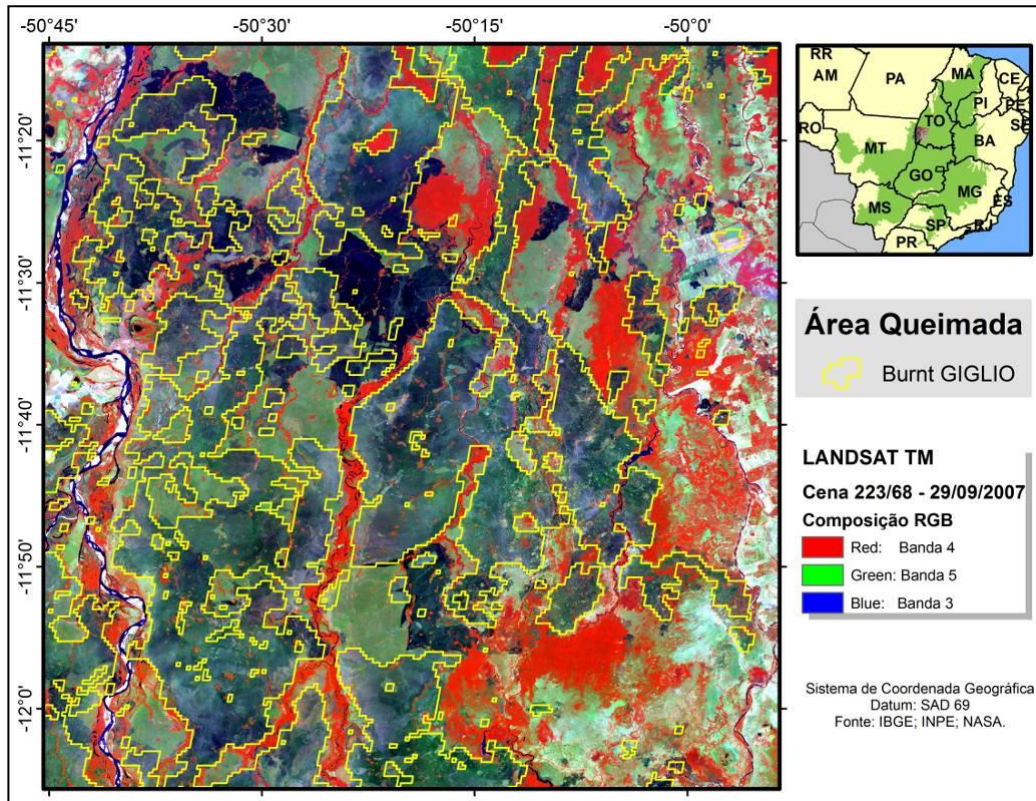 -50°45' -50°30' -50°15' -50°0'
-11°20'
-11°30'
-11°40'
-11°50'
-12°0'
RR
AM
PA
MA
CE
RO
TO
PI
PE
SE
MT
BA
GO
MG
MS
ES
SP
RJ
PR
Área Queimada
Burnt GIGLIO
LANDSAT TM
Cena 223/68 - 29/09/2007
Composição RGB
Red: Banda 4
Green: Banda 5
Blue: Banda 3
Sistema de Coordenada Geográfica
Datum: SAD 69
Fonte: IBGE; INPE; NASA.